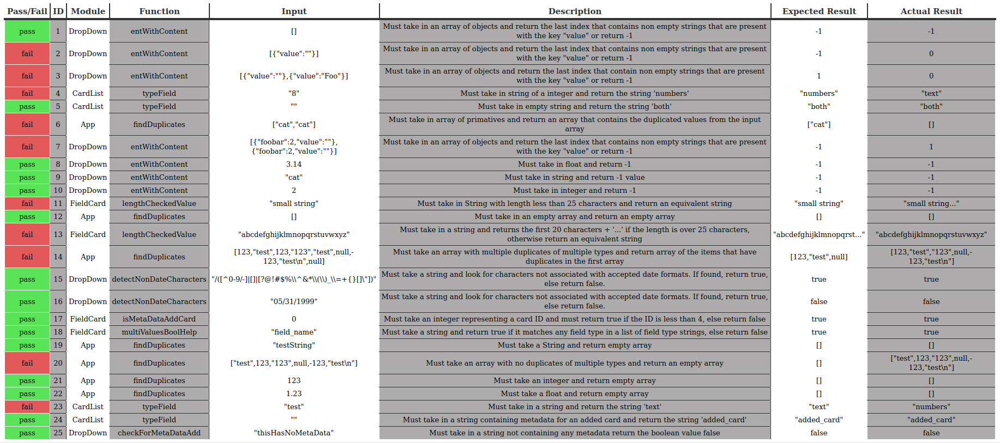 Pass/Fail ID Module Function Input Description Expected Result Actual Result
pass 1 DropDown entWithContent [] Must take in an array of objects and return the last index that contains non empty strings that are present -1 -1
with the key "value" or return -1
fail 2 DropDown entWithContent [{"value":""}] Must take in an array of objects and return the last index that contains non empty strings that are present -1 0
with the key "value" or return -1
fail 3 DropDown entWithContent [{"value":""},{"value":"Foo"}] Must take in an array of objects and return the last index that contain non empty strings that are present 1 0
with the key "value" or return -1
fail 4 CardList typeField "8" Must take in string of a integer and return the string 'numbers' "numbers" "text"
pass 5 CardList typeField "" Must take in empty string and return the string 'both' "both" "both"
fail 6 App findDuplicates ["cat","cat"] Must take in array of primatives and return an array that contains the duplicated values from the input ["cat"] []
array
fail 7 DropDown entWithContent [{"foobar":2,"value":""}, Must take in an array of objects and return the last index that contains non empty strings that are present -1 1
{"foobar":2,"value":""}] with the key "value" or return -1
pass 8 DropDown entWithContent 3.14 Must take in float and return -1 -1 -1
pass 9 DropDown entWithContent "cat" Must take in string and return -1 value -1 -1
pass 10 DropDown entWithContent 2 Must take in integer and return -1 -1 -1
fail 11 FieldCard lengthCheckedValue "small string" Must take in String with length less than 25 characters and return an equivalent string "small string" "small string..."
pass 12 App findDuplicates [] Must take in an empty array and return an empty array [] []
fail 13 FieldCard lengthCheckedValue "abcdefghijklmnopqrstuvwxyz" Must take in a string and returns the first 20 characters + '...' if the length is over 25 characters, "abcdefghijklmnopqrst..." "abcdefghijklmnopqrstuvwxyz"
otherwise return an equivalent string
fail 14 App findDuplicates [123,"test",123,"123","test",null,- Must take an array with multiple duplicates of multiple types and return array of the items that have [123,"test",null] [123,"test","123",null,-
123,"test\n",null] duplicates in the first array 123,"test\n"]
pass 15 DropDown detectNonDateCharacters "/([^0-9/-]|[]|[?@!#$%\\^&*\\(\\)_\\=+{}[]\"])" Must take a string and look for characters not associated with accepted date formats. If found, return true, true true
else return false.
pass 16 DropDown detectNonDateCharacters "05/31/1999" Must take a string and look for characters not associated with accepted date formats. If found, return true, false false
else return false.
pass 17 FieldCard isMetaDataAddCard 0 Must take an integer representing a card ID and must return true if the ID is less than 4, else return false true true
pass 18 FieldCard multiValuesBoolHelp "field_name" Must take a string and return true if it matches any field type in a list of field type strings, else return false true true
pass 19 App findDuplicates "testString" Must take a String and return empty array [] []
fail 20 App findDuplicates ["test",123,"123",null,-123,"test\n"] Must take an array with no duplicates of multiple types and return an empty array [] ["test",123,"123",null,-
123,"test\n"]
pass 21 App findDuplicates 123 Must take an integer and return empty array [] []
pass 22 App findDuplicates 1.23 Must take a float and return empty array [] []
fail 23 CardList typeField "test" Must take in a string and return the string 'text' "text" "numbers"
pass 24 CardList typeField "" Must take in a string containing metadata for an added card and return the string 'added_card' "added_card" "added_card"
pass 25 DropDown checkForMetaDataAdd "thisHasNoMetaData" Must take in a string not containing any metadata return the boolean value false false false